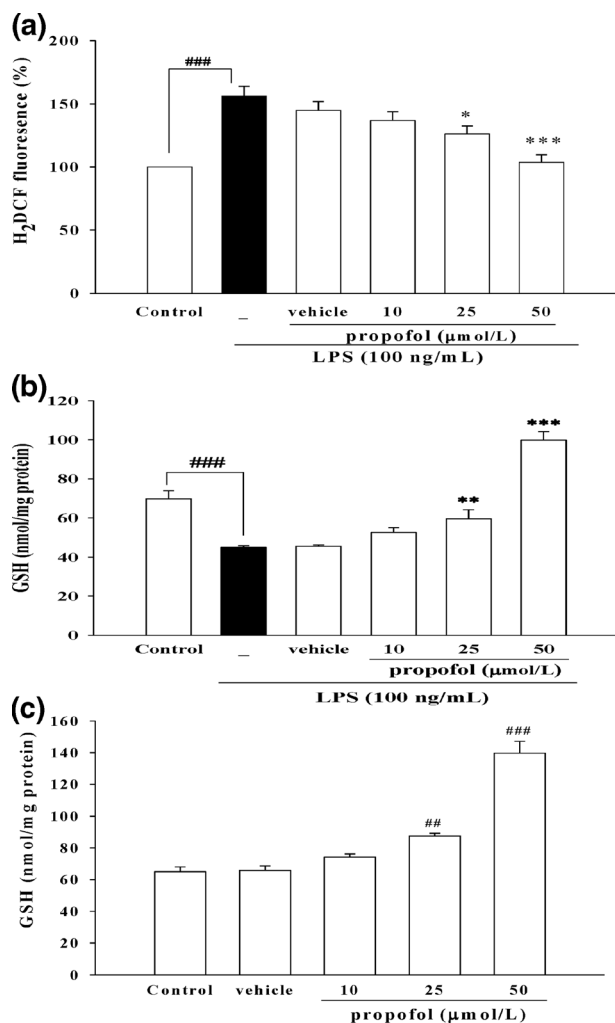 (a)
H₂DCF fluoresence (%)
200
150
100
50
0
###
*
***
Control
_
vehicle
10
25
50
propofol (μmol/L)
LPS (100 ng/mL)
(b)
GSH (nmol/mg protein)
120
100
80
60
40
20
0
###
**
***
Control
_
vehicle
10
25
50
propofol (μmol/L)
LPS (100 ng/mL)
(c)
GSH (nmol/mg protein)
160
140
120
100
80
60
40
20
0
##
###
Control
vehicle
10
25
50
propofol (μmol/L)